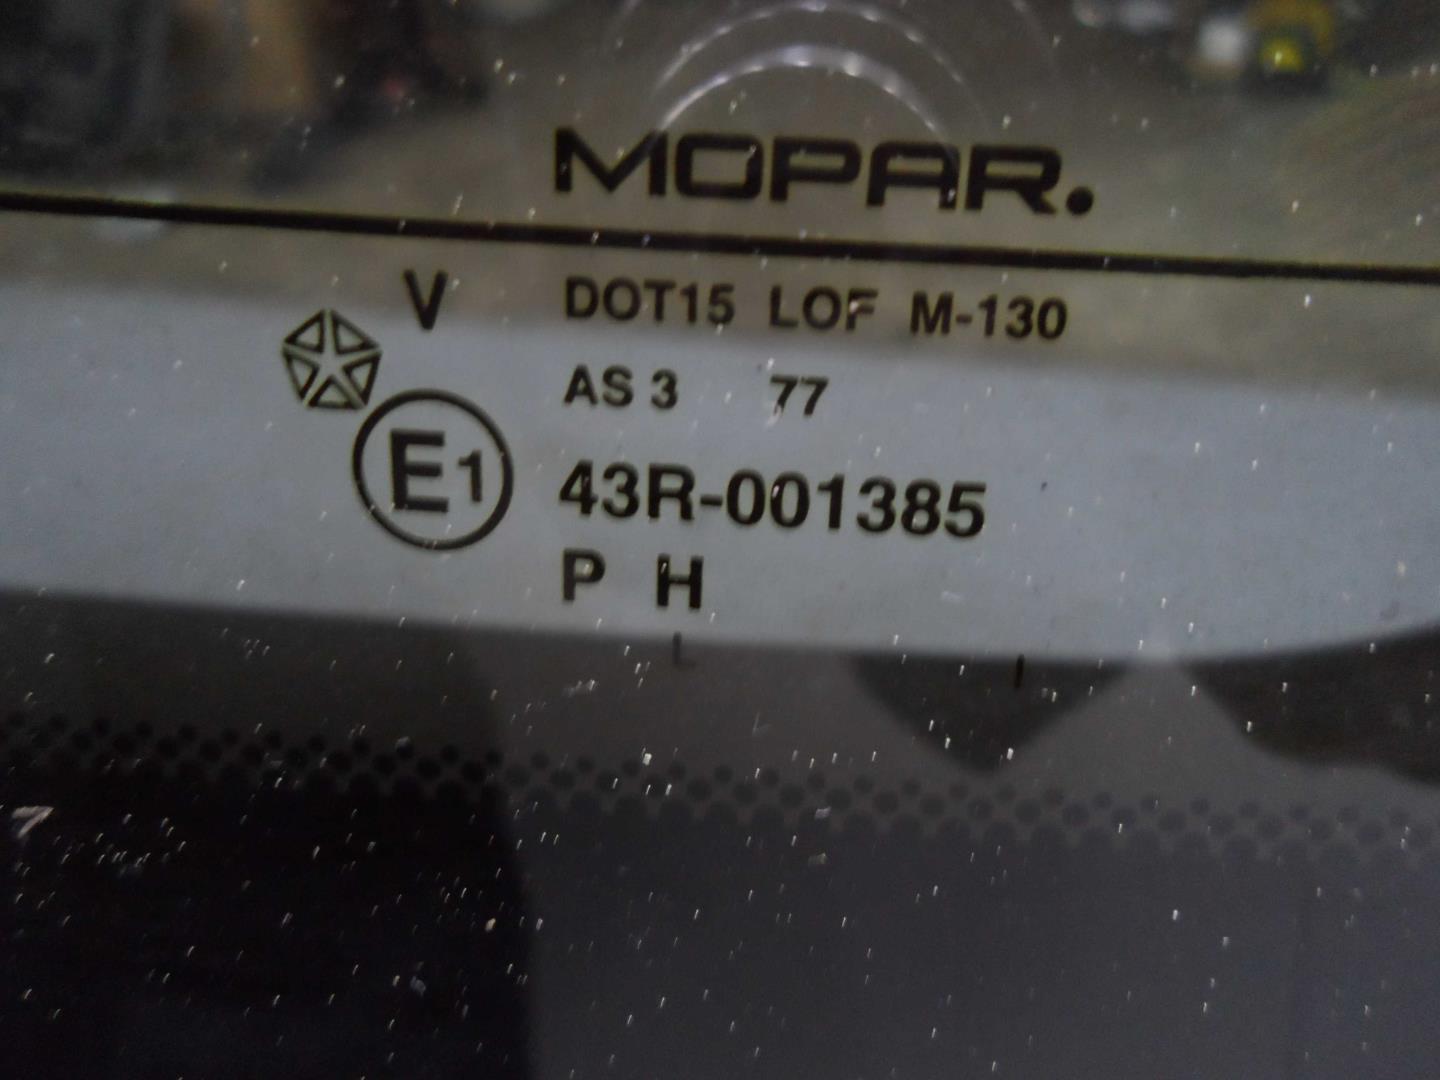 MOPAR.
V DOT15 LOF M-130
AS 3 77
E1 43R-001385
P H
L I